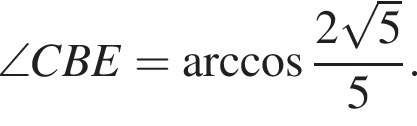 ∠CBE = arccos 2√5/5.